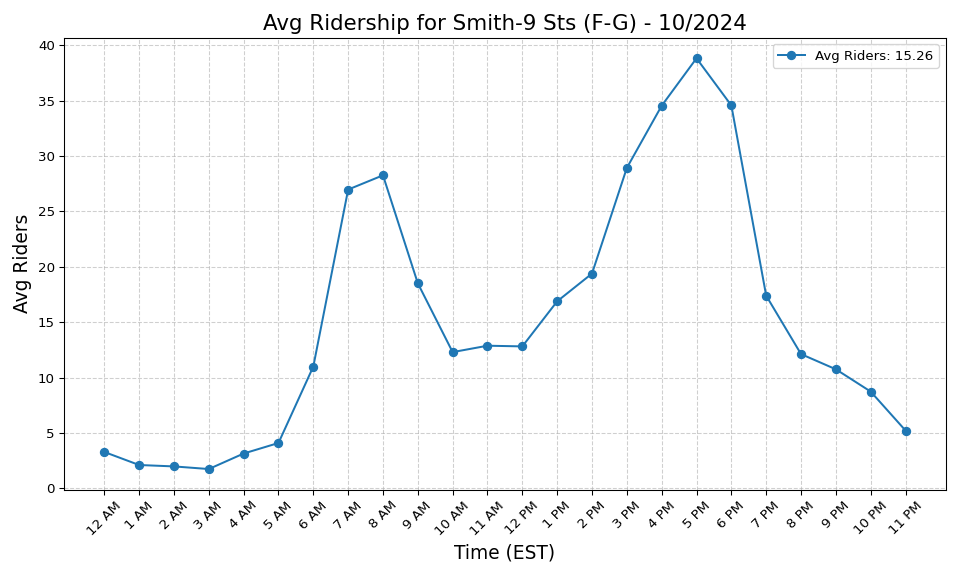 Avg Ridership for Smith-9 Sts (F-G) - 10/2024
Avg Riders: 15.26
40
35
30
25
20
15
10
5
0
Avg Riders
12 AM
1 AM
2 AM
3 AM
4 AM
5 AM
6 AM
7 AM
8 AM
9 AM
10 AM
11 AM
12 PM
1 PM
2 PM
3 PM
4 PM
5 PM
6 PM
7 PM
8 PM
9 PM
10 PM
11 PM
Time (EST)